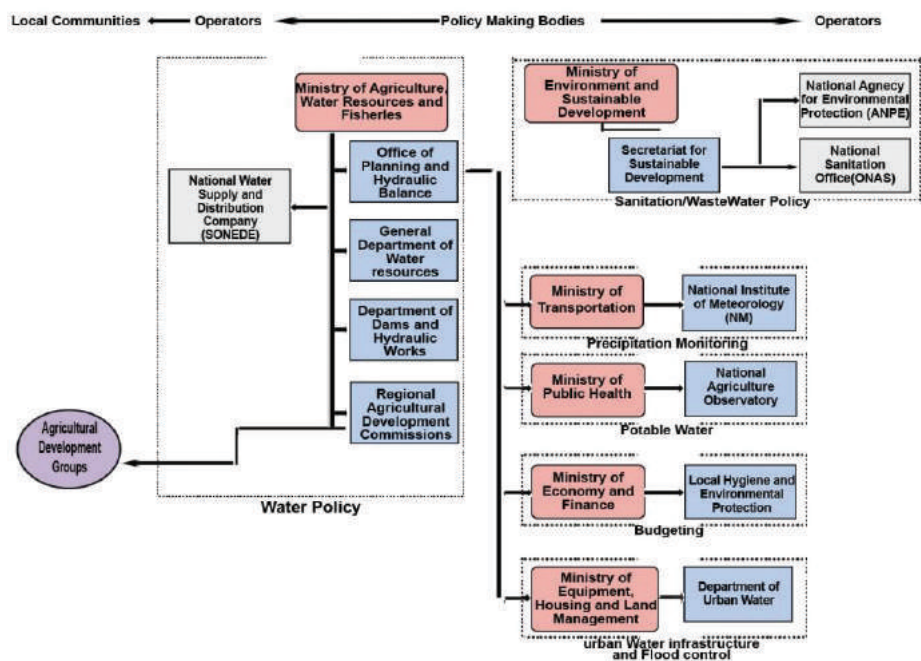 Local Communities
Operators
Policy Making Bodies
Operators
Ministry of Agriculture,
Water Resources and
Fisheries
Office of
Planning and
Hydraulic
Balance
National Water
Supply and
Distribution
Company
(SONEDE)
General
Department of
Water
resources
Department of
Dams and
Hydraulic
Works
Regional
Agricultural
Development
Commissions
Agricultural
Development
Groups
Water Policy
Ministry of
Environment and
Sustainable
Development
Secretariat for
Sustainable
Development
National Agnecy
for Environmental
Protection (ANPE)
National
Sanitation
Office(ONAS)
Sanitation/WasteWater Policy
Ministry of
Transportation
National Institute
of Meteorology
(NM)
Precipitation Monitoring
Ministry of
Public Health
National
Agriculture
Observatory
Potable Water
Ministry of
Economy and
Finance
Local Hygiene and
Environmental
Protection
Budgeting
Ministry of
Equipment,
Housing and Land
Management
Department of
Urban Water
urban Water infrastructure
and Flood control